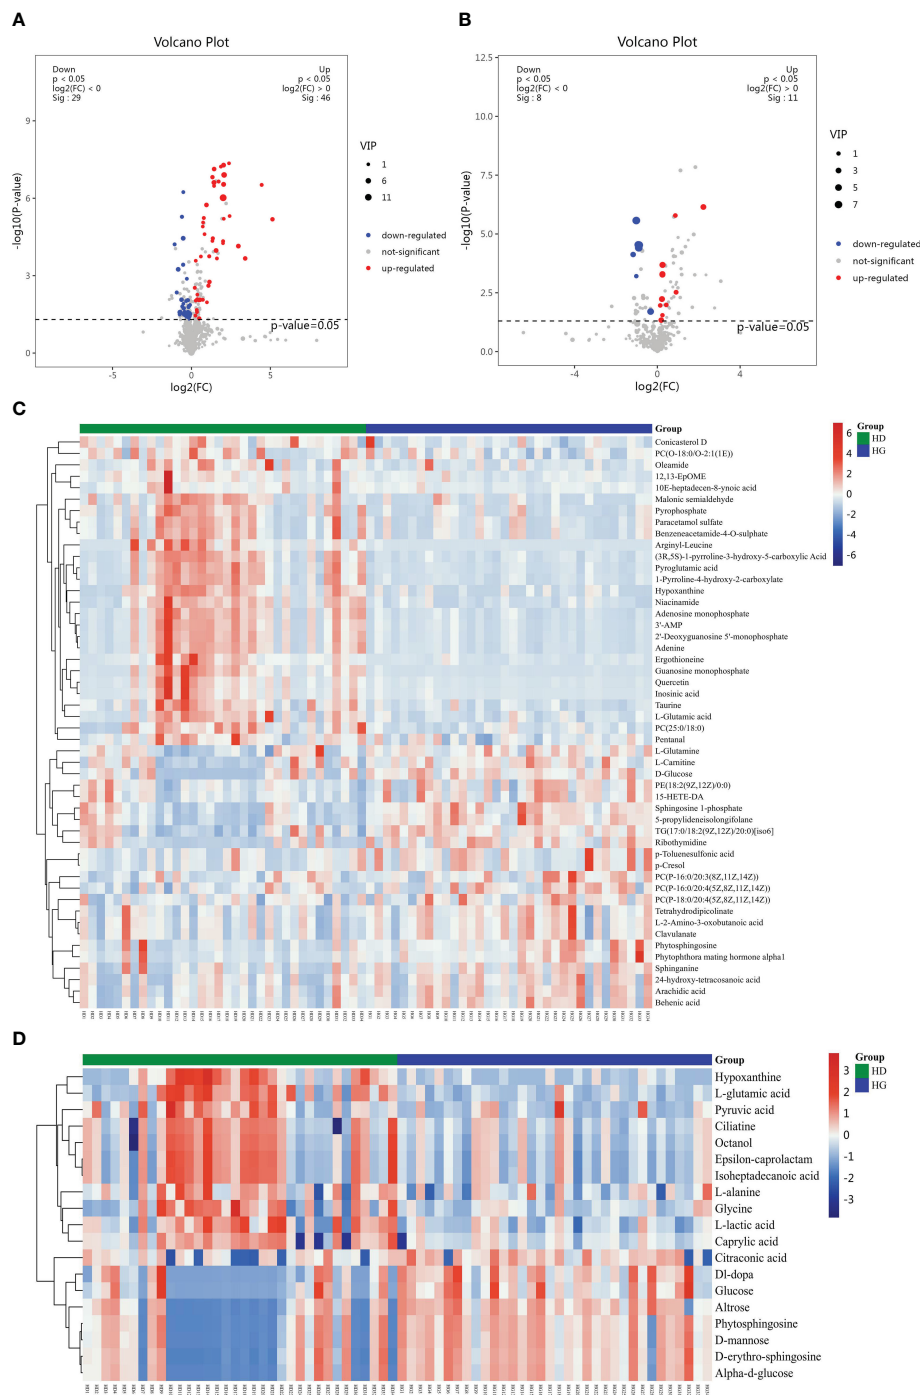 A
Volcano Plot
Down
p < 0.05
log2(FC) < 0
Sig : 29
Up
p < 0.05
log2(FC) > 0
Sig : 46
-log10(P-value)
9
6
3
0
-5
0
5
log2(FC)
p-value=0.05
VIP
1
6
11
down-regulated
not-significant
up-regulated
B
Volcano Plot
Down
p < 0.05
log2(FC) < 0
Sig : 8
Up
p < 0.05
log2(FC) > 0
Sig : 11
-log10(P-value)
12.5
10.0
7.5
5.0
2.5
0.0
-4
0
4
log2(FC)
p-value=0.05
VIP
1
3
5
7
down-regulated
not-significant
up-regulated
C
Group
Conicasterol D
PC(O-18:0/O-2:1(1E))
Oleamide
12,13-EpOME
10E-heptadecen-8-ynoic acid
Malonic semialdehyde
Pyrophosphate
Paracetamol sulfate
Benzeneacetamide-4-O-sulphate
Arginyl-Leucine
(3R,5S)-1-pyrroline-3-hydroxy-5-carboxylic Acid
Pyroglutamic acid
1-Pyrroline-4-hydroxy-2-carboxylate
Hypoxanthine
Niacinamide
Adenosine monophosphate
3'-AMP
2'-Deoxyguanosine 5'-monophosphate
Adenine
Ergothioneine
Guanosine monophosphate
Quercetin
Inosinic acid
Taurine
L-Glutamic acid
PC(25:0/18:0)
Pentanal
L-Glutamine
L-Carnitine
D-Glucose
PE(18:2(9Z,12Z)/0:0)
15-HETE-DA
Sphingosine 1-phosphate
5-propylideneisolongifolane
TG(17:0/18:2(9Z,12Z)/20:0)[iso6]
Ribothymidine
p-Toluenesulfonic acid
p-Cresol
PC(P-16:0/20:3(8Z,11Z,14Z))
PC(P-16:0/20:4(5Z,8Z,11Z,14Z))
PC(P-18:0/20:4(5Z,8Z,11Z,14Z))
Tetrahydrodipicolinate
L-2-Amino-3-oxobutanoic acid
Clavulanate
Phytosphingosine
Phytophthora mating hormone alpha1
Sphinganine
24-hydroxy-tetracosanoic acid
Arachidic acid
Behenic acid
6
4
2
0
-2
-4
-6
Group
HD
HG
D
Group
Hypoxanthine
L-glutamic acid
Pyruvic acid
Ciliatine
Octanol
Epsilon-caprolactam
Isoheptadecanoic acid
L-alanine
Glycine
L-lactic acid
Caprylic acid
Citraconic acid
Dl-dopa
Glucose
Altrose
Phytosphingosine
D-mannose
D-erythro-sphingosine
Alpha-d-glucose
3
2
1
0
-1
-2
-3
Group
HD
HG